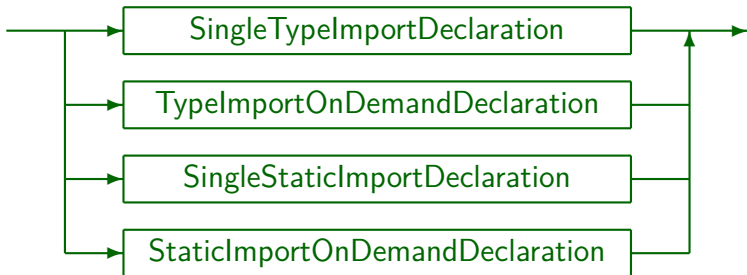 SingleTypeImportDeclaration
TypeImportOnDemandDeclaration
SingleStaticImportDeclaration
StaticImportOnDemandDeclaration